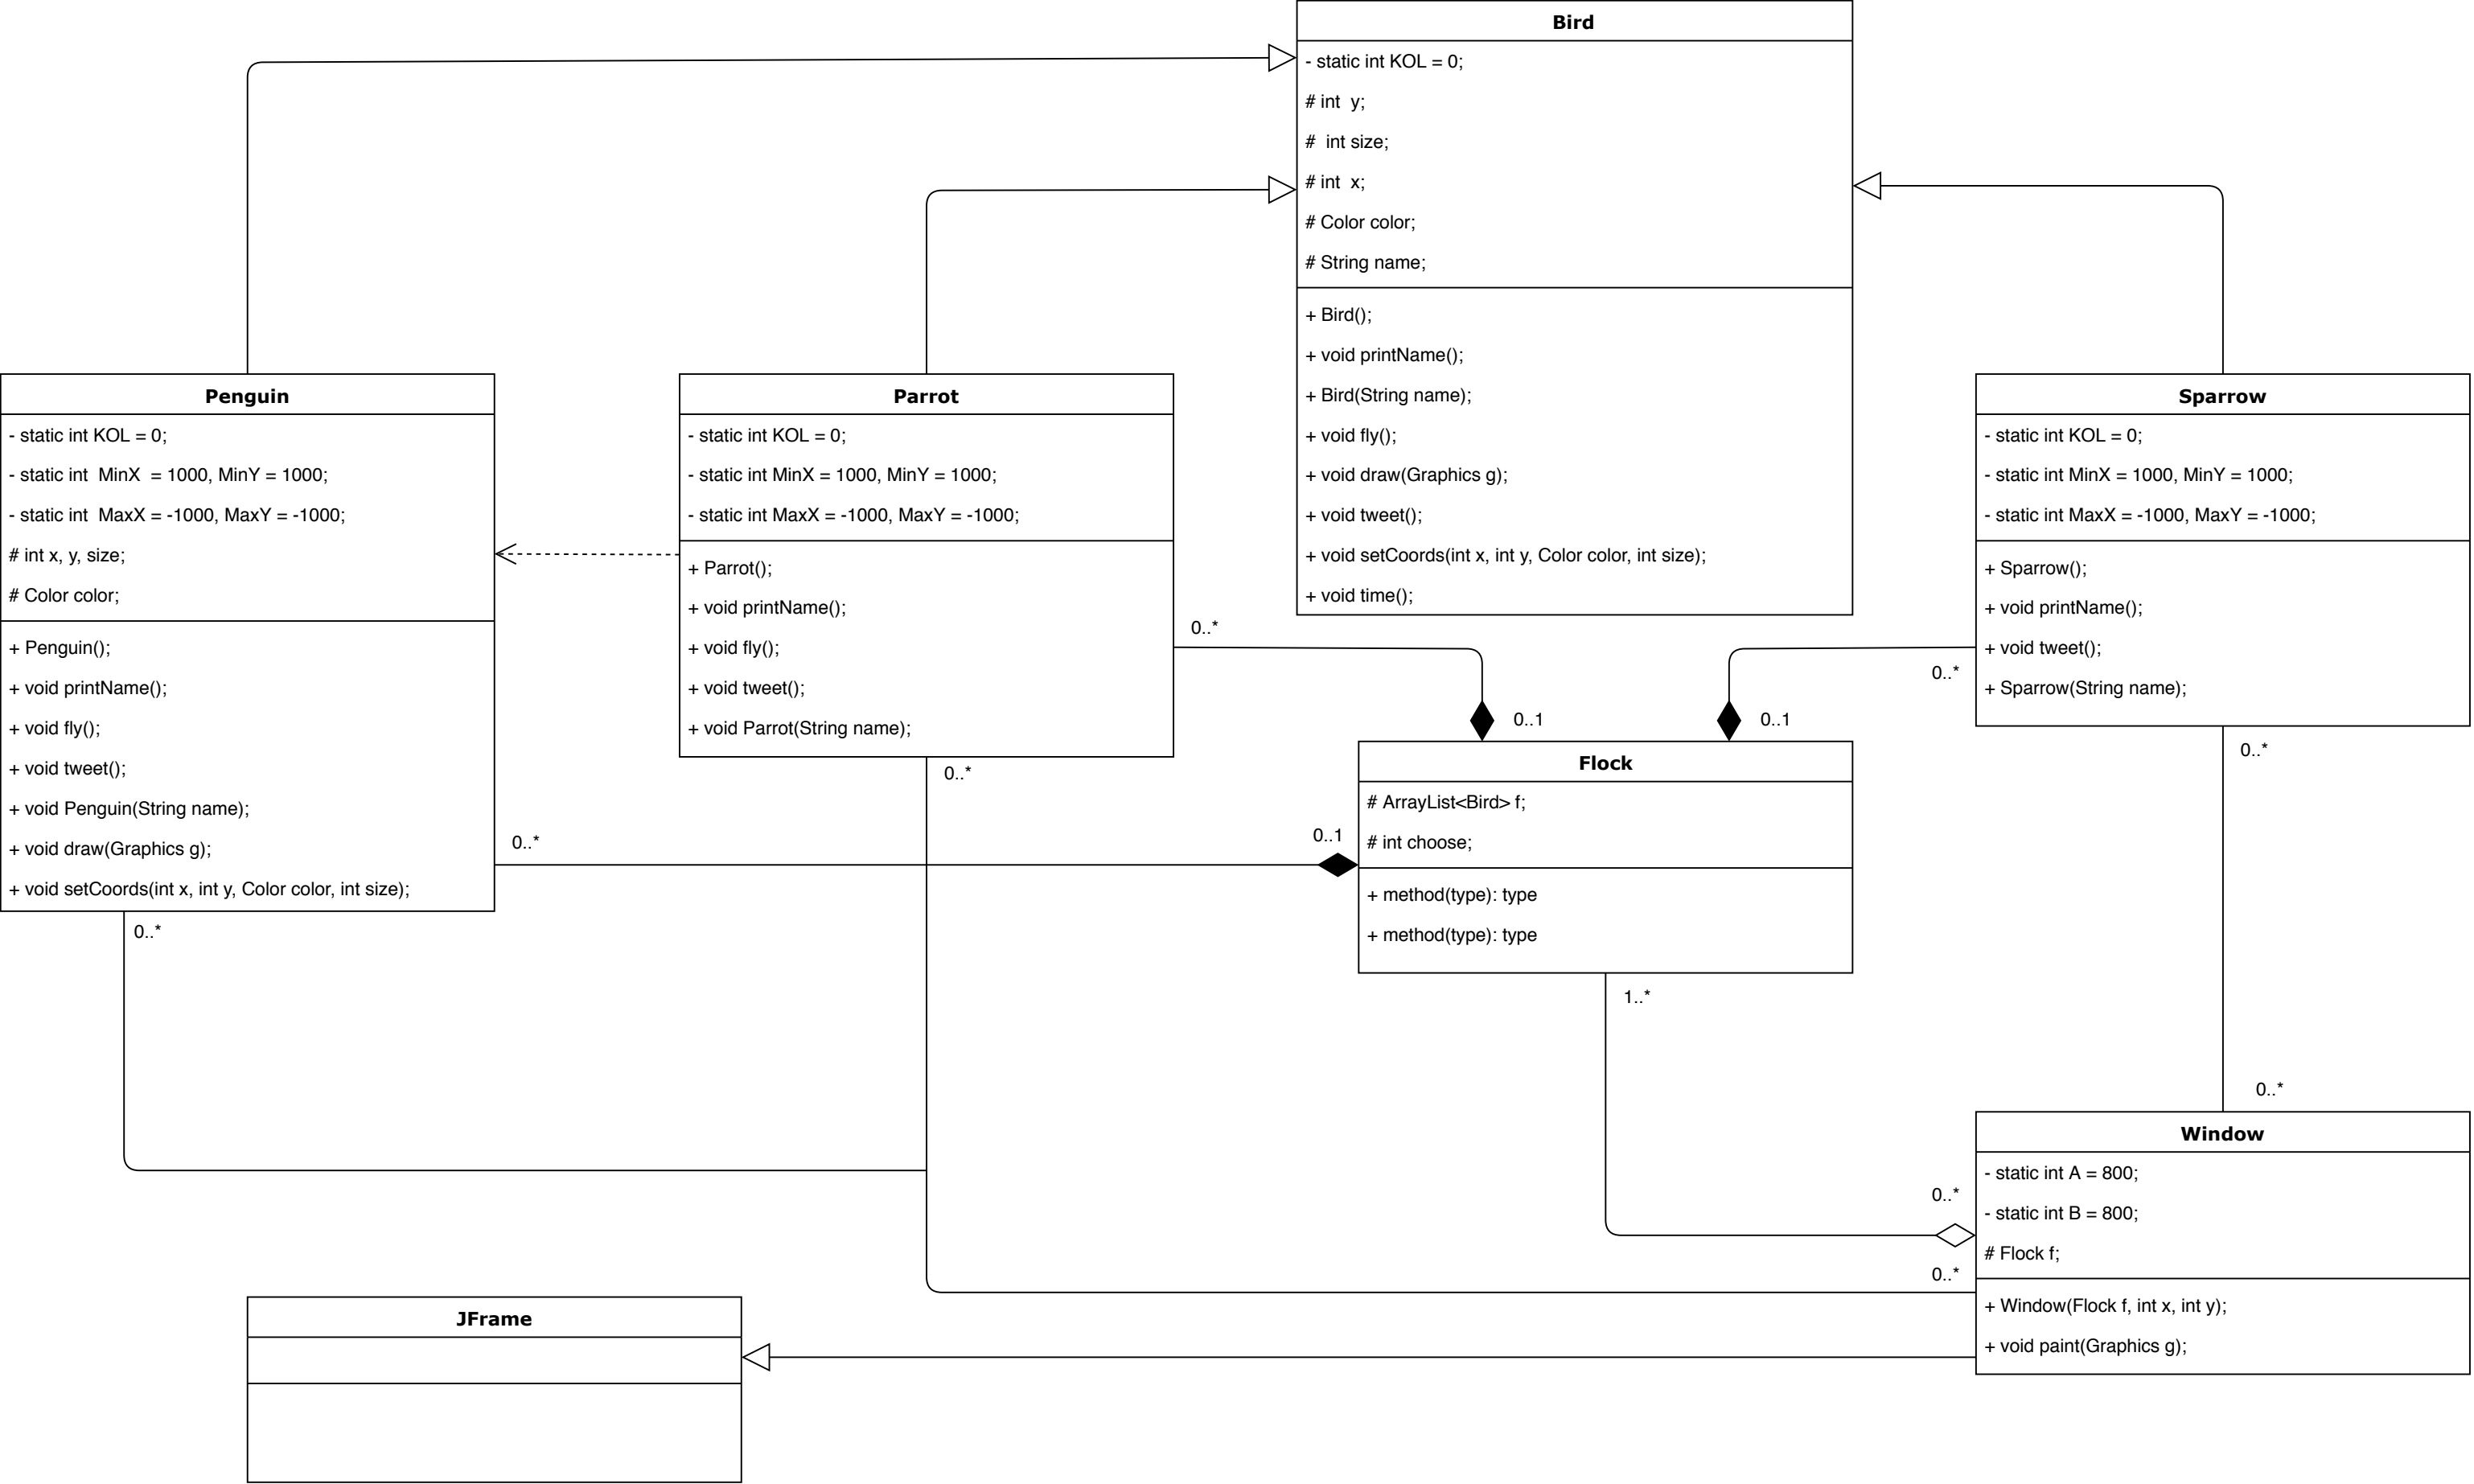 Bird
- static int KOL = 0;
# int  y;
#  int size;
# int  x;
# Color color;
# String name;
+ Bird();
+ void printName();
+ Bird(String name);
+ void fly();
+ void draw(Graphics g);
+ void tweet();
+ void setCoords(int x, int y, Color color, int size);
+ void time();
Penguin
- static int KOL = 0;
- static int  MinX  = 1000, MinY = 1000;
- static int  MaxX = -1000, MaxY = -1000;
# int x, y, size;
# Color color;
+ Penguin();
+ void printName();
+ void fly();
+ void tweet();
+ void Penguin(String name);
+ void draw(Graphics g);
+ void setCoords(int x, int y, Color color, int size);
Parrot
- static int KOL = 0;
- static int MinX = 1000, MinY = 1000;
- static int MaxX = -1000, MaxY = -1000;
+ Parrot();
+ void printName();
+ void fly();
+ void tweet();
+ void Parrot(String name);
Sparrow
- static int KOL = 0;
- static int MinX = 1000, MinY = 1000;
- static int MaxX = -1000, MaxY = -1000;
+ Sparrow();
+ void printName();
+ void tweet();
+ Sparrow(String name);
0..*
0..*
0..1
0..1
0..*
0..*
0..*
0..1
0..*
Flock
# ArrayList<Bird> f;
# int choose;
+ method(type): type
+ method(type): type
1..*
0..*
0..*
0..*
Window
- static int A = 800;
- static int B = 800;
# Flock f;
+ Window(Flock f, int x, int y);
+ void paint(Graphics g);
JFrame